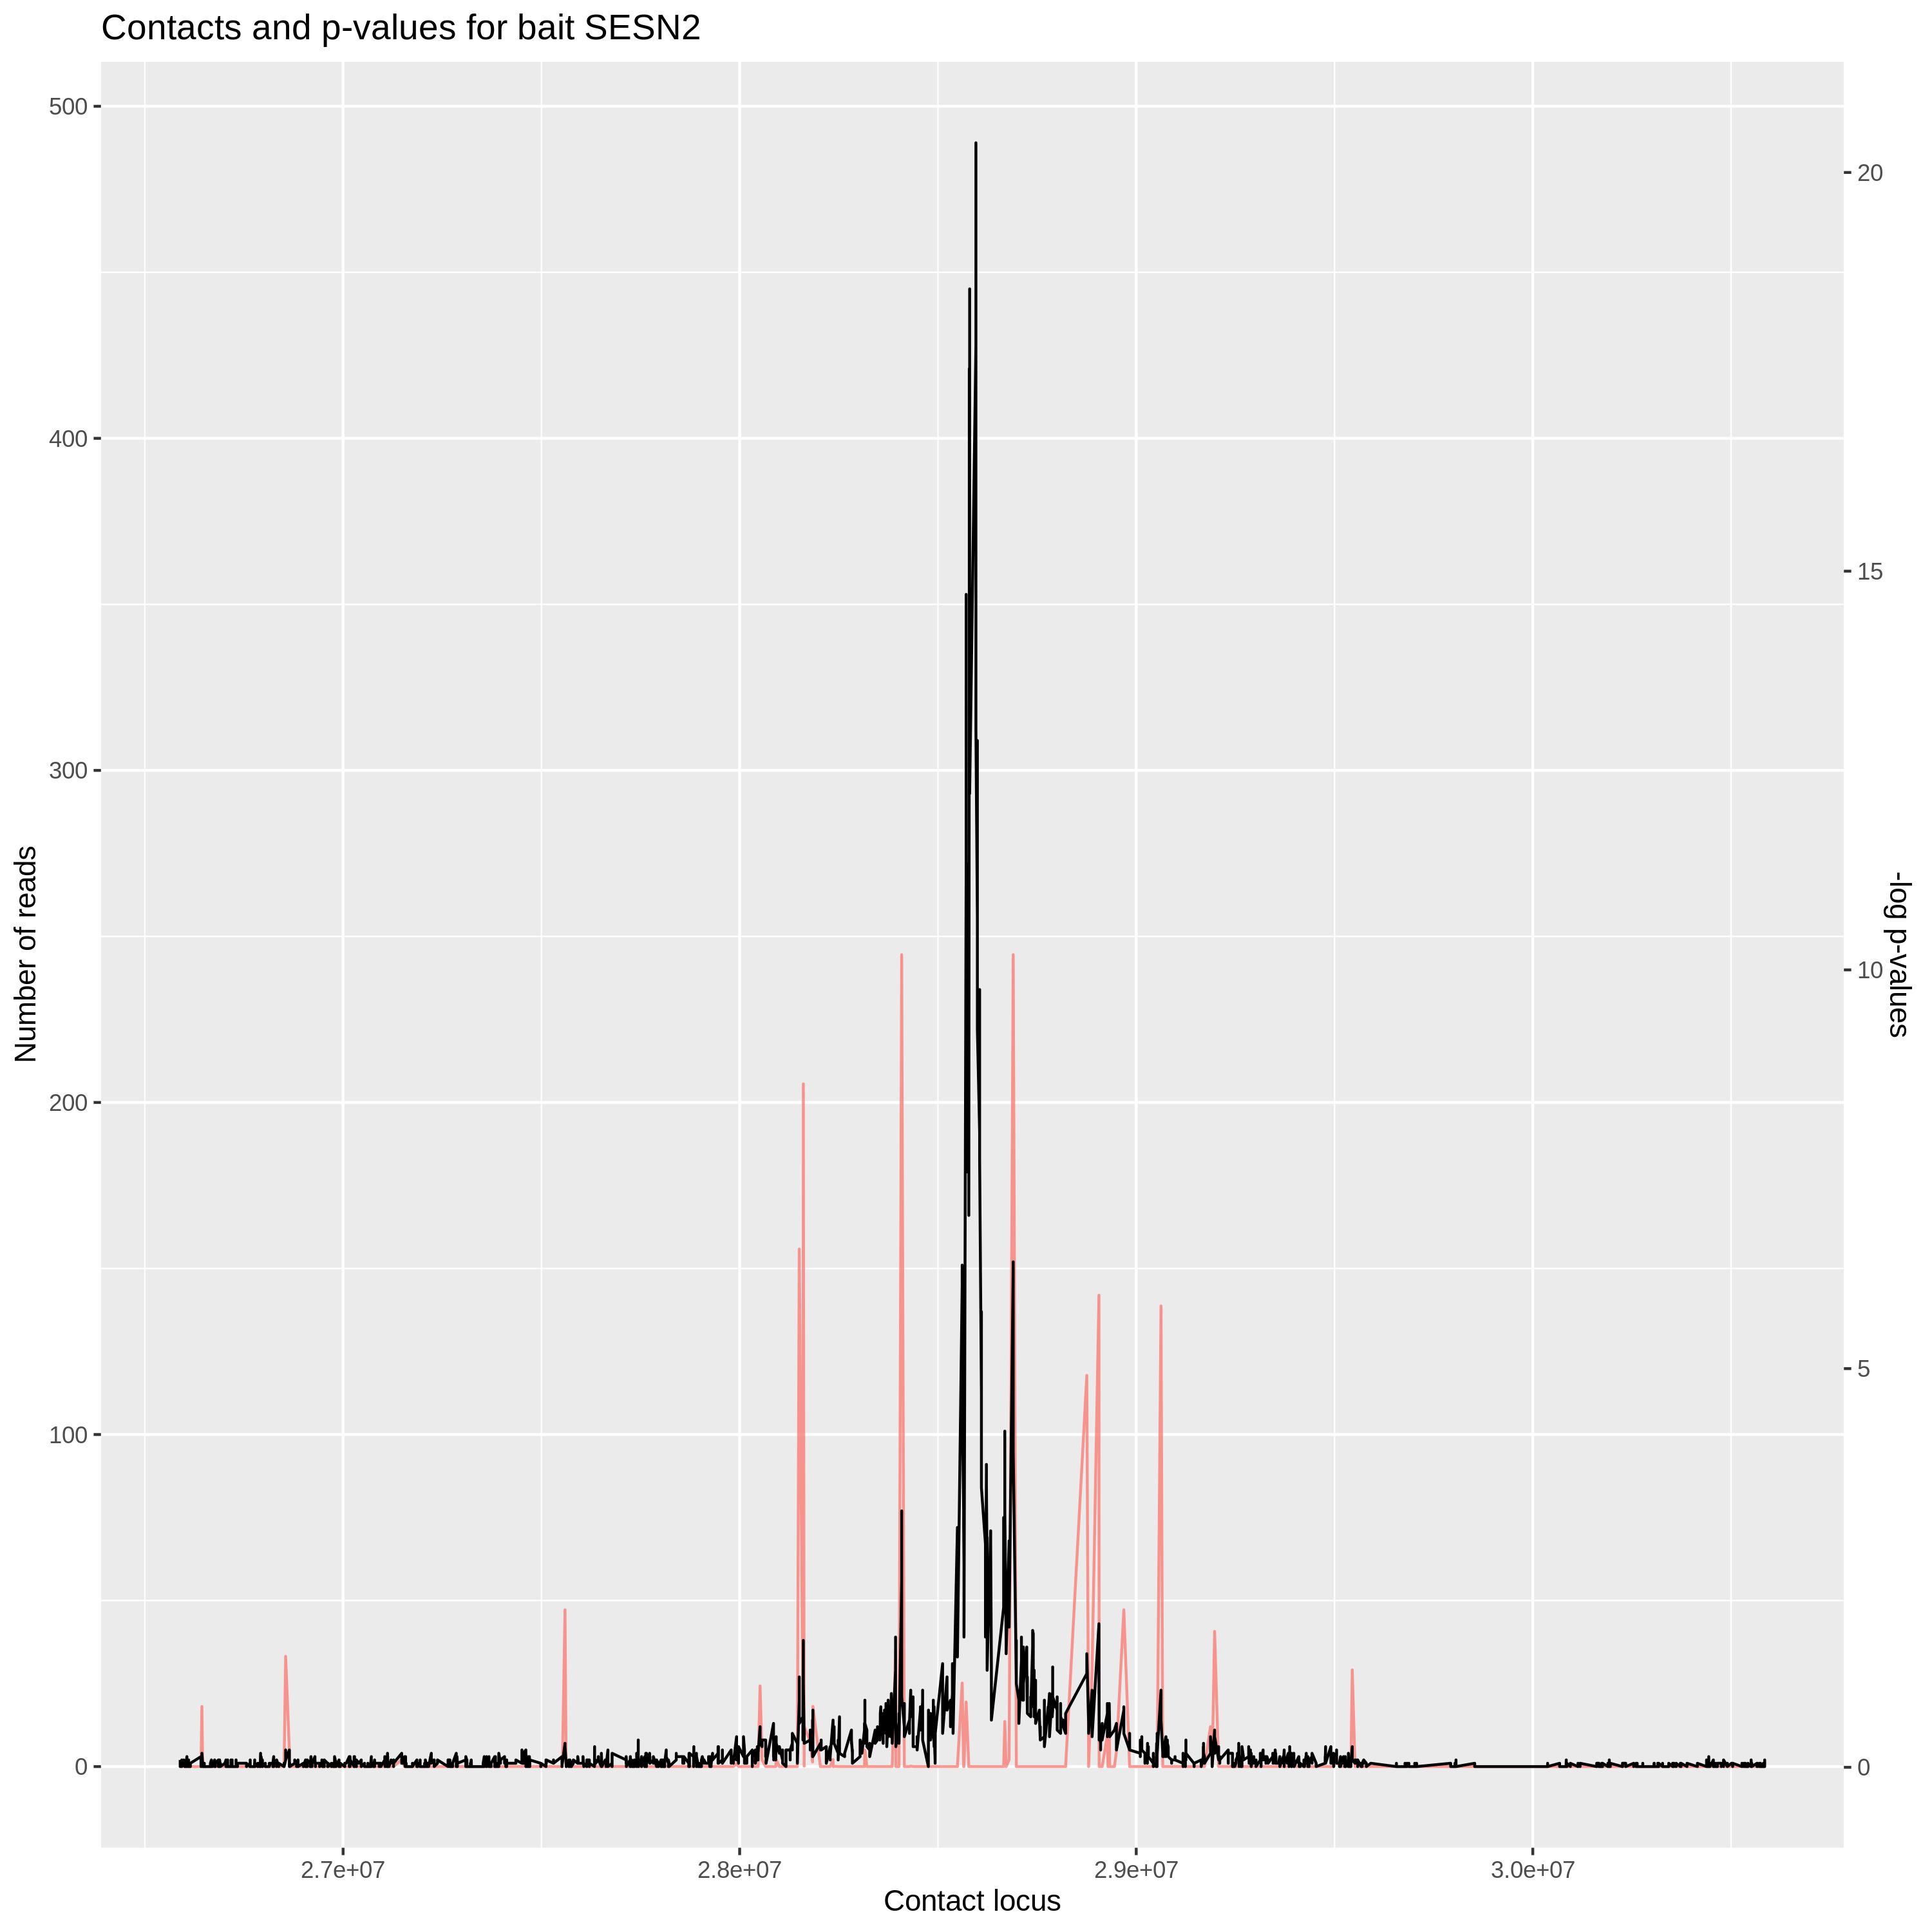 Contacts and p-values for bait SESN2
500
400
300
200
100
0
Number of reads
20
15
10
5
0
-log p-values
2.7e+07
2.8e+07
2.9e+07
3.0e+07
Contact locus